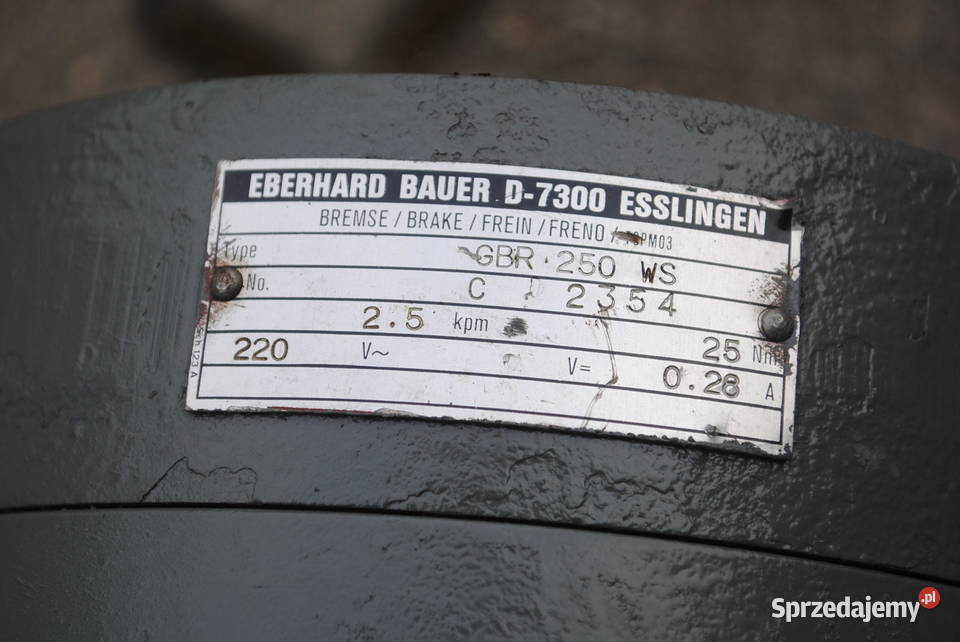 EBERHARD BAUER D-7300 ESSLINGEN
BREMSE / BRAKE / FREIN / FRENO /
Type GBR 250 WS
No. C 2354
2.5 kpm 25 Nm
220 V~ V= 0.28 A
Sprzedajemy.pl